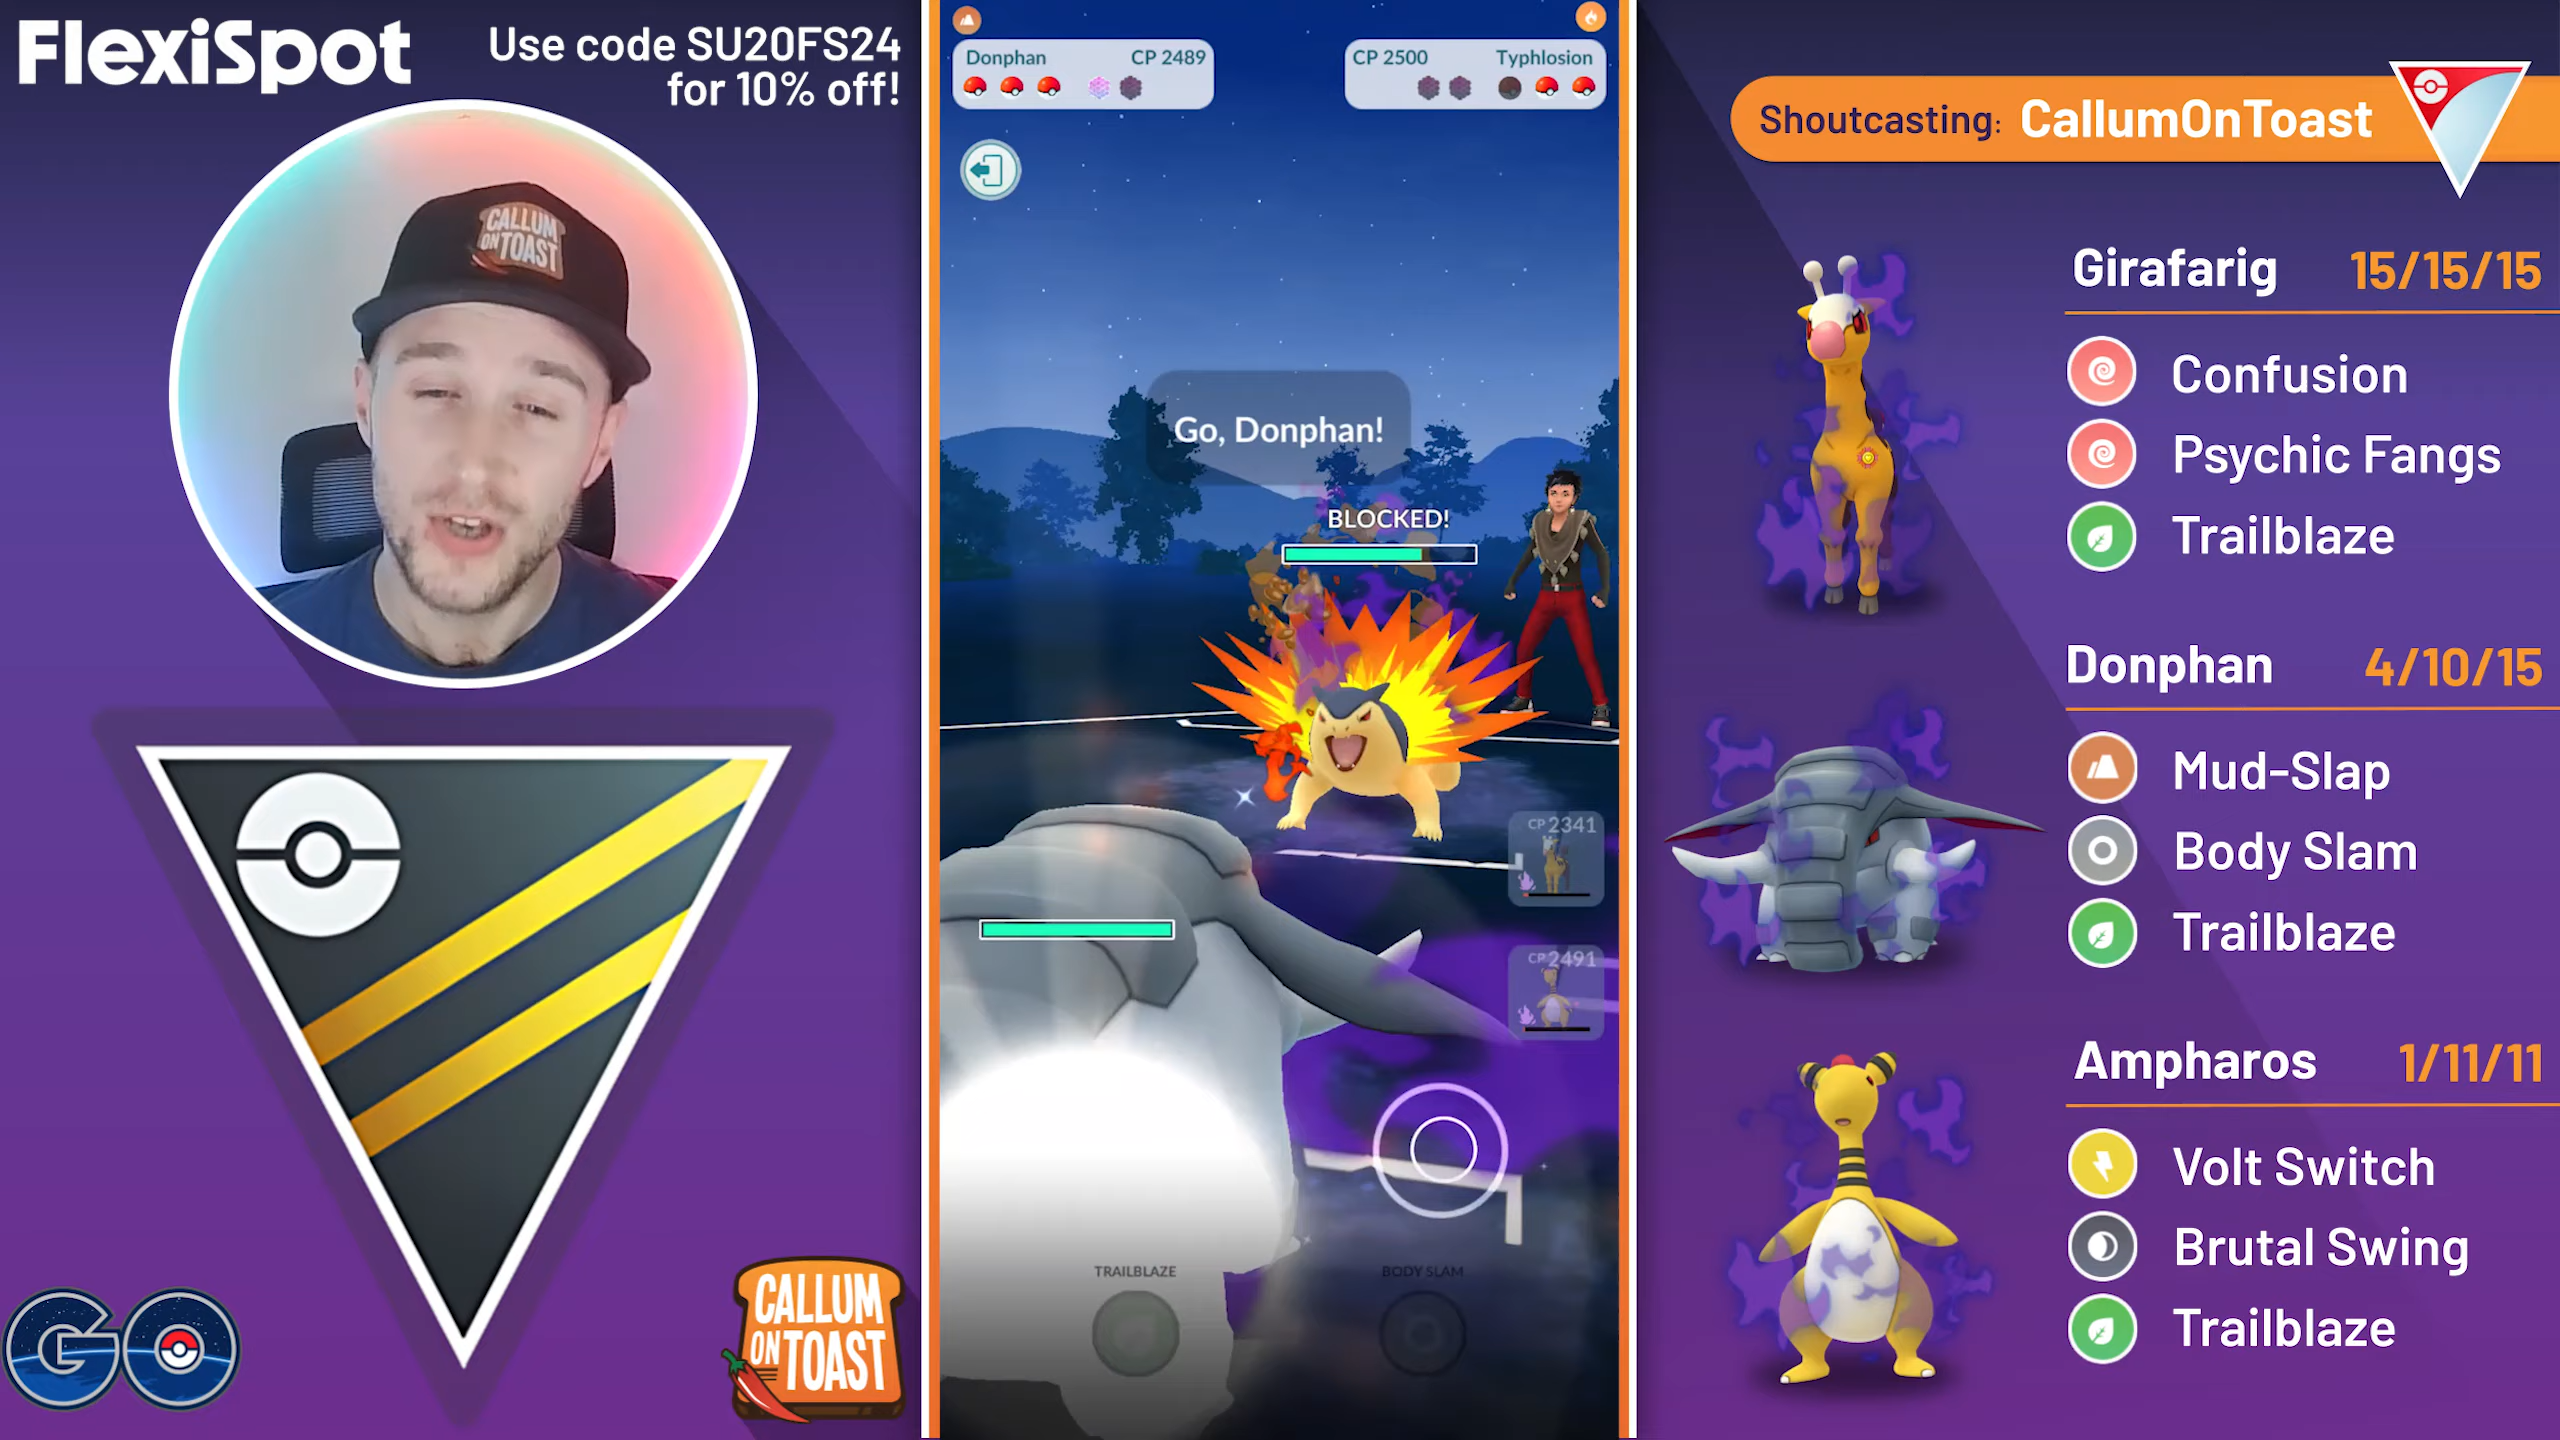 FlexiSpot
Use code SU20FS24
for 10% off!
CALLUM
ON TOAST
GO
CALLUM
ON TOAST
Donphan CP 2489
CP 2500 Typhlosion
Go, Donphan!
BLOCKED!
CP 2341
CP 2491
TRAILBLAZE
BODY SLAM
Shoutcasting: CallumOnToast
Girafarig 15/15/15
Confusion
Psychic Fangs
Trailblaze
Donphan 4/10/15
Mud-Slap
Body Slam
Trailblaze
Ampharos 1/11/11
Volt Switch
Brutal Swing
Trailblaze